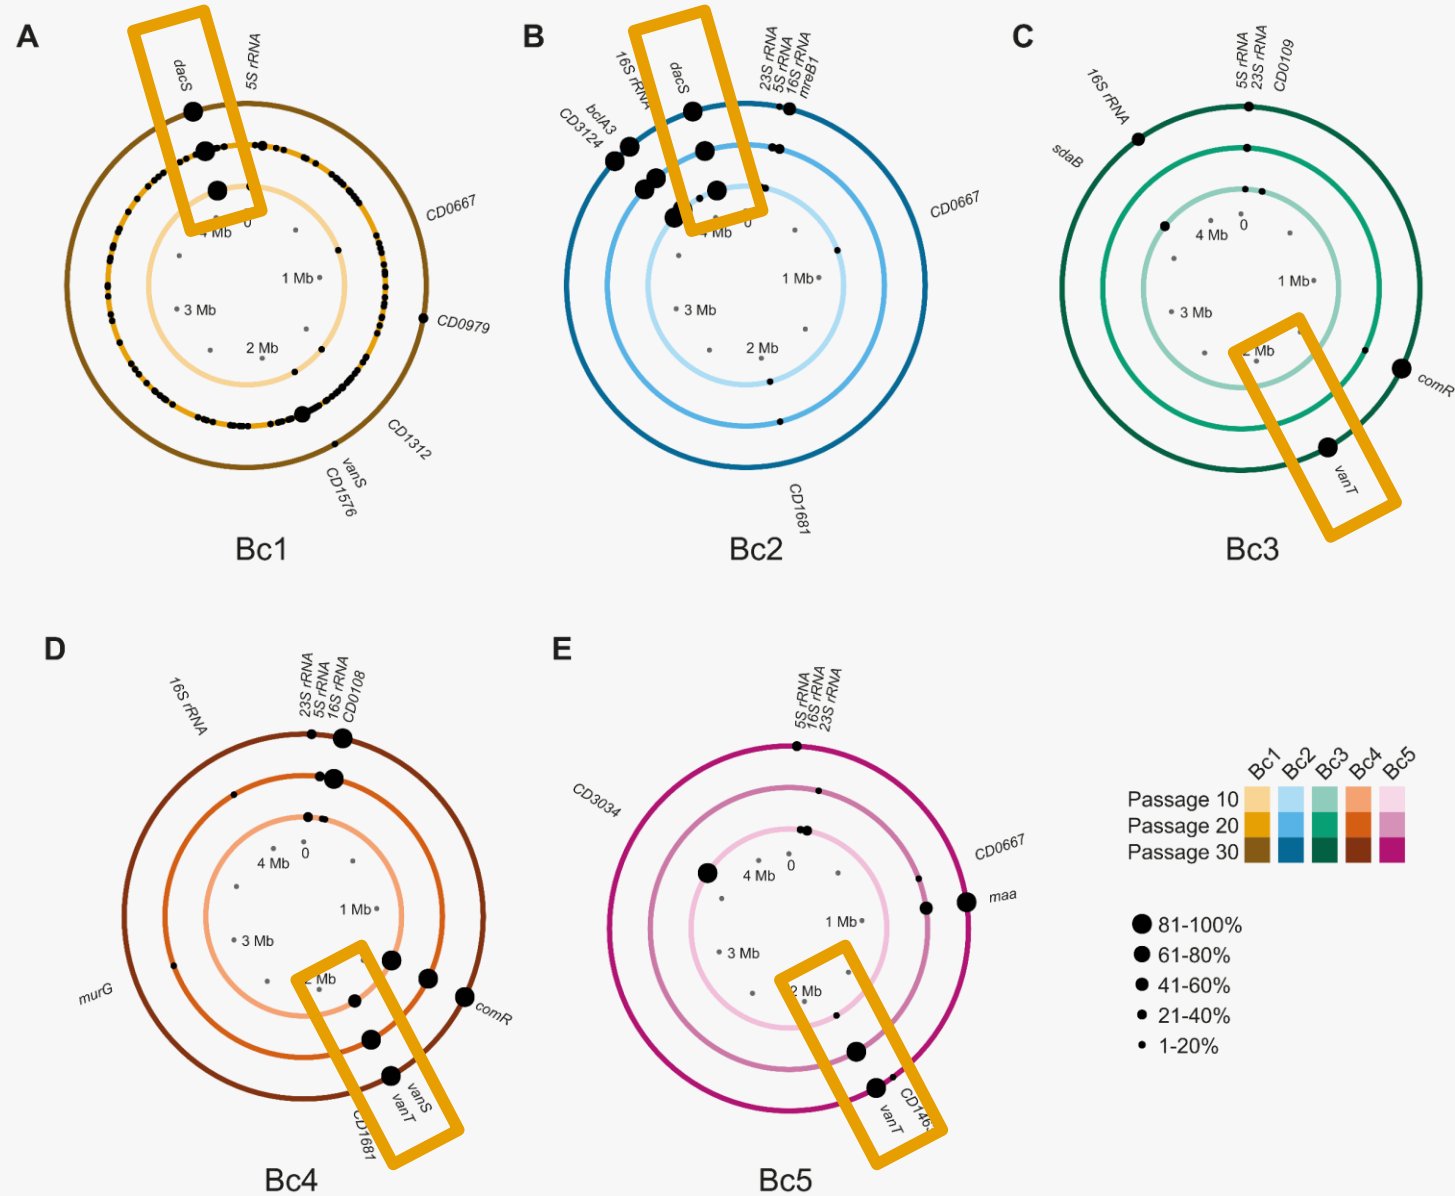 A
dacS
5S rRNA
CD0667
CD0979
CD1312
vanS
CD1576
4 Mb
0
1 Mb
2 Mb
3 Mb
Bc1
B
CD3124
bclA3
16S rRNA
dacS
23S rRNA
5S rRNA
16S rRNA
mreB1
CD0667
CD1681
4 Mb
0
1 Mb
2 Mb
3 Mb
Bc2
C
sdaB
16S rRNA
5S rRNA
23S rRNA
CD0109
comR
vanT
4 Mb
0
1 Mb
2 Mb
3 Mb
Bc3
D
murG
16S rRNA
23S rRNA
5S rRNA
16S rRNA
CD0108
comR
vanS
vanT
CD1681
4 Mb
0
1 Mb
2 Mb
3 Mb
Bc4
E
CD3034
5S rRNA
16S rRNA
23S rRNA
CD0667
maa
vanT
4 Mb
0
1 Mb
2 Mb
3 Mb
Bc5
Bc1 Bc2 Bc3 Bc4 Bc5
Passage 10
Passage 20
Passage 30
81-100%
61-80%
41-60%
21-40%
1-20%